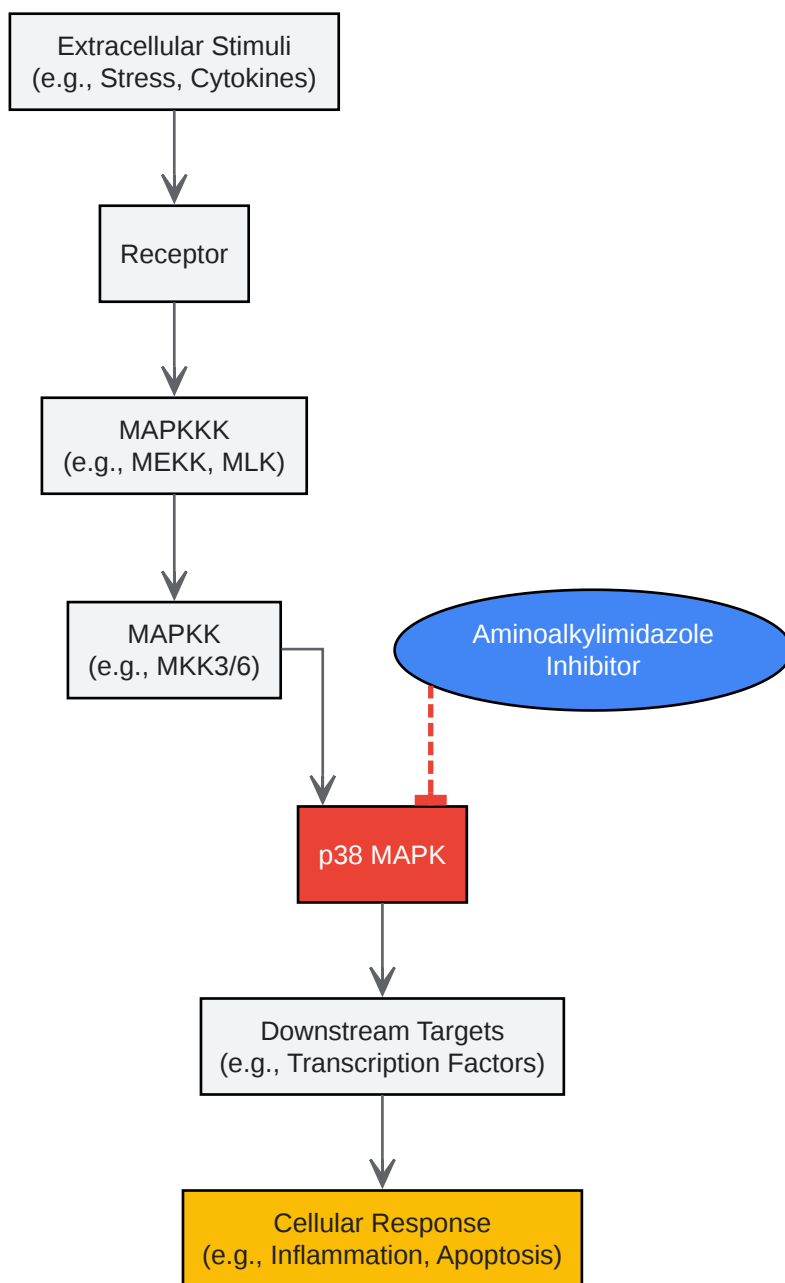 Extracellular Stimuli
(e.g., Stress, Cytokines)
Receptor
MAPKKK
(e.g., MEKK, MLK)
MAPKK
(e.g., MKK3/6)
Aminoalkylimidazole
Inhibitor
p38 MAPK
Downstream Targets
(e.g., Transcription Factors)
Cellular Response
(e.g., Inflammation, Apoptosis)